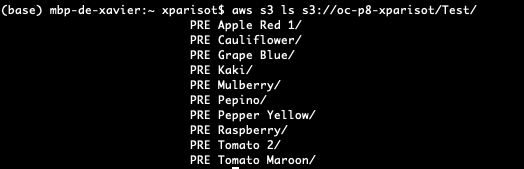 (base) mbp-de-xavier:~ xparisot$ aws s3 ls s3://oc-p8-xparisot/Test/
PRE Apple Red 1/
PRE Cauliflower/
PRE Grape Blue/
PRE Kaki/
PRE Mulberry/
PRE Pepino/
PRE Pepper Yellow/
PRE Raspberry/
PRE Tomato 2/
PRE Tomato Maroon/